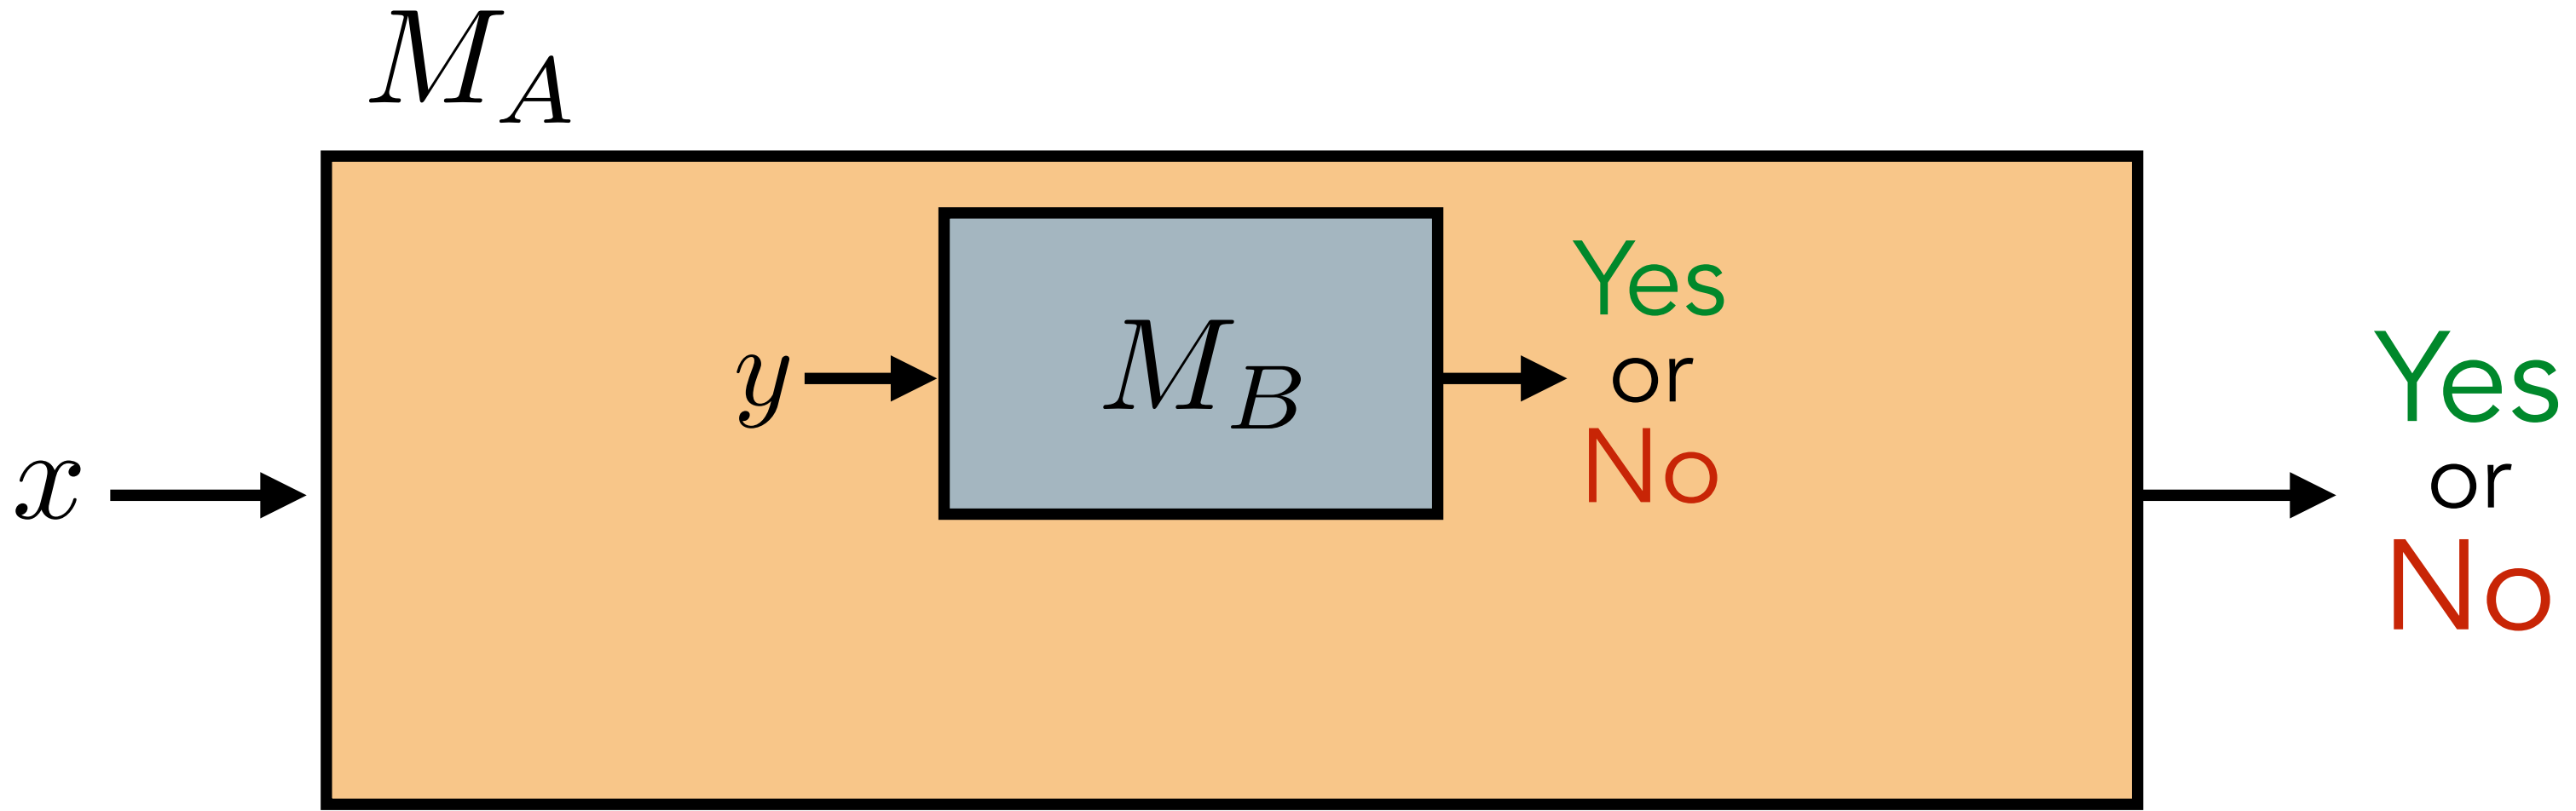 M_A
x
y
M_B
Yes
or
No
Yes
or
No